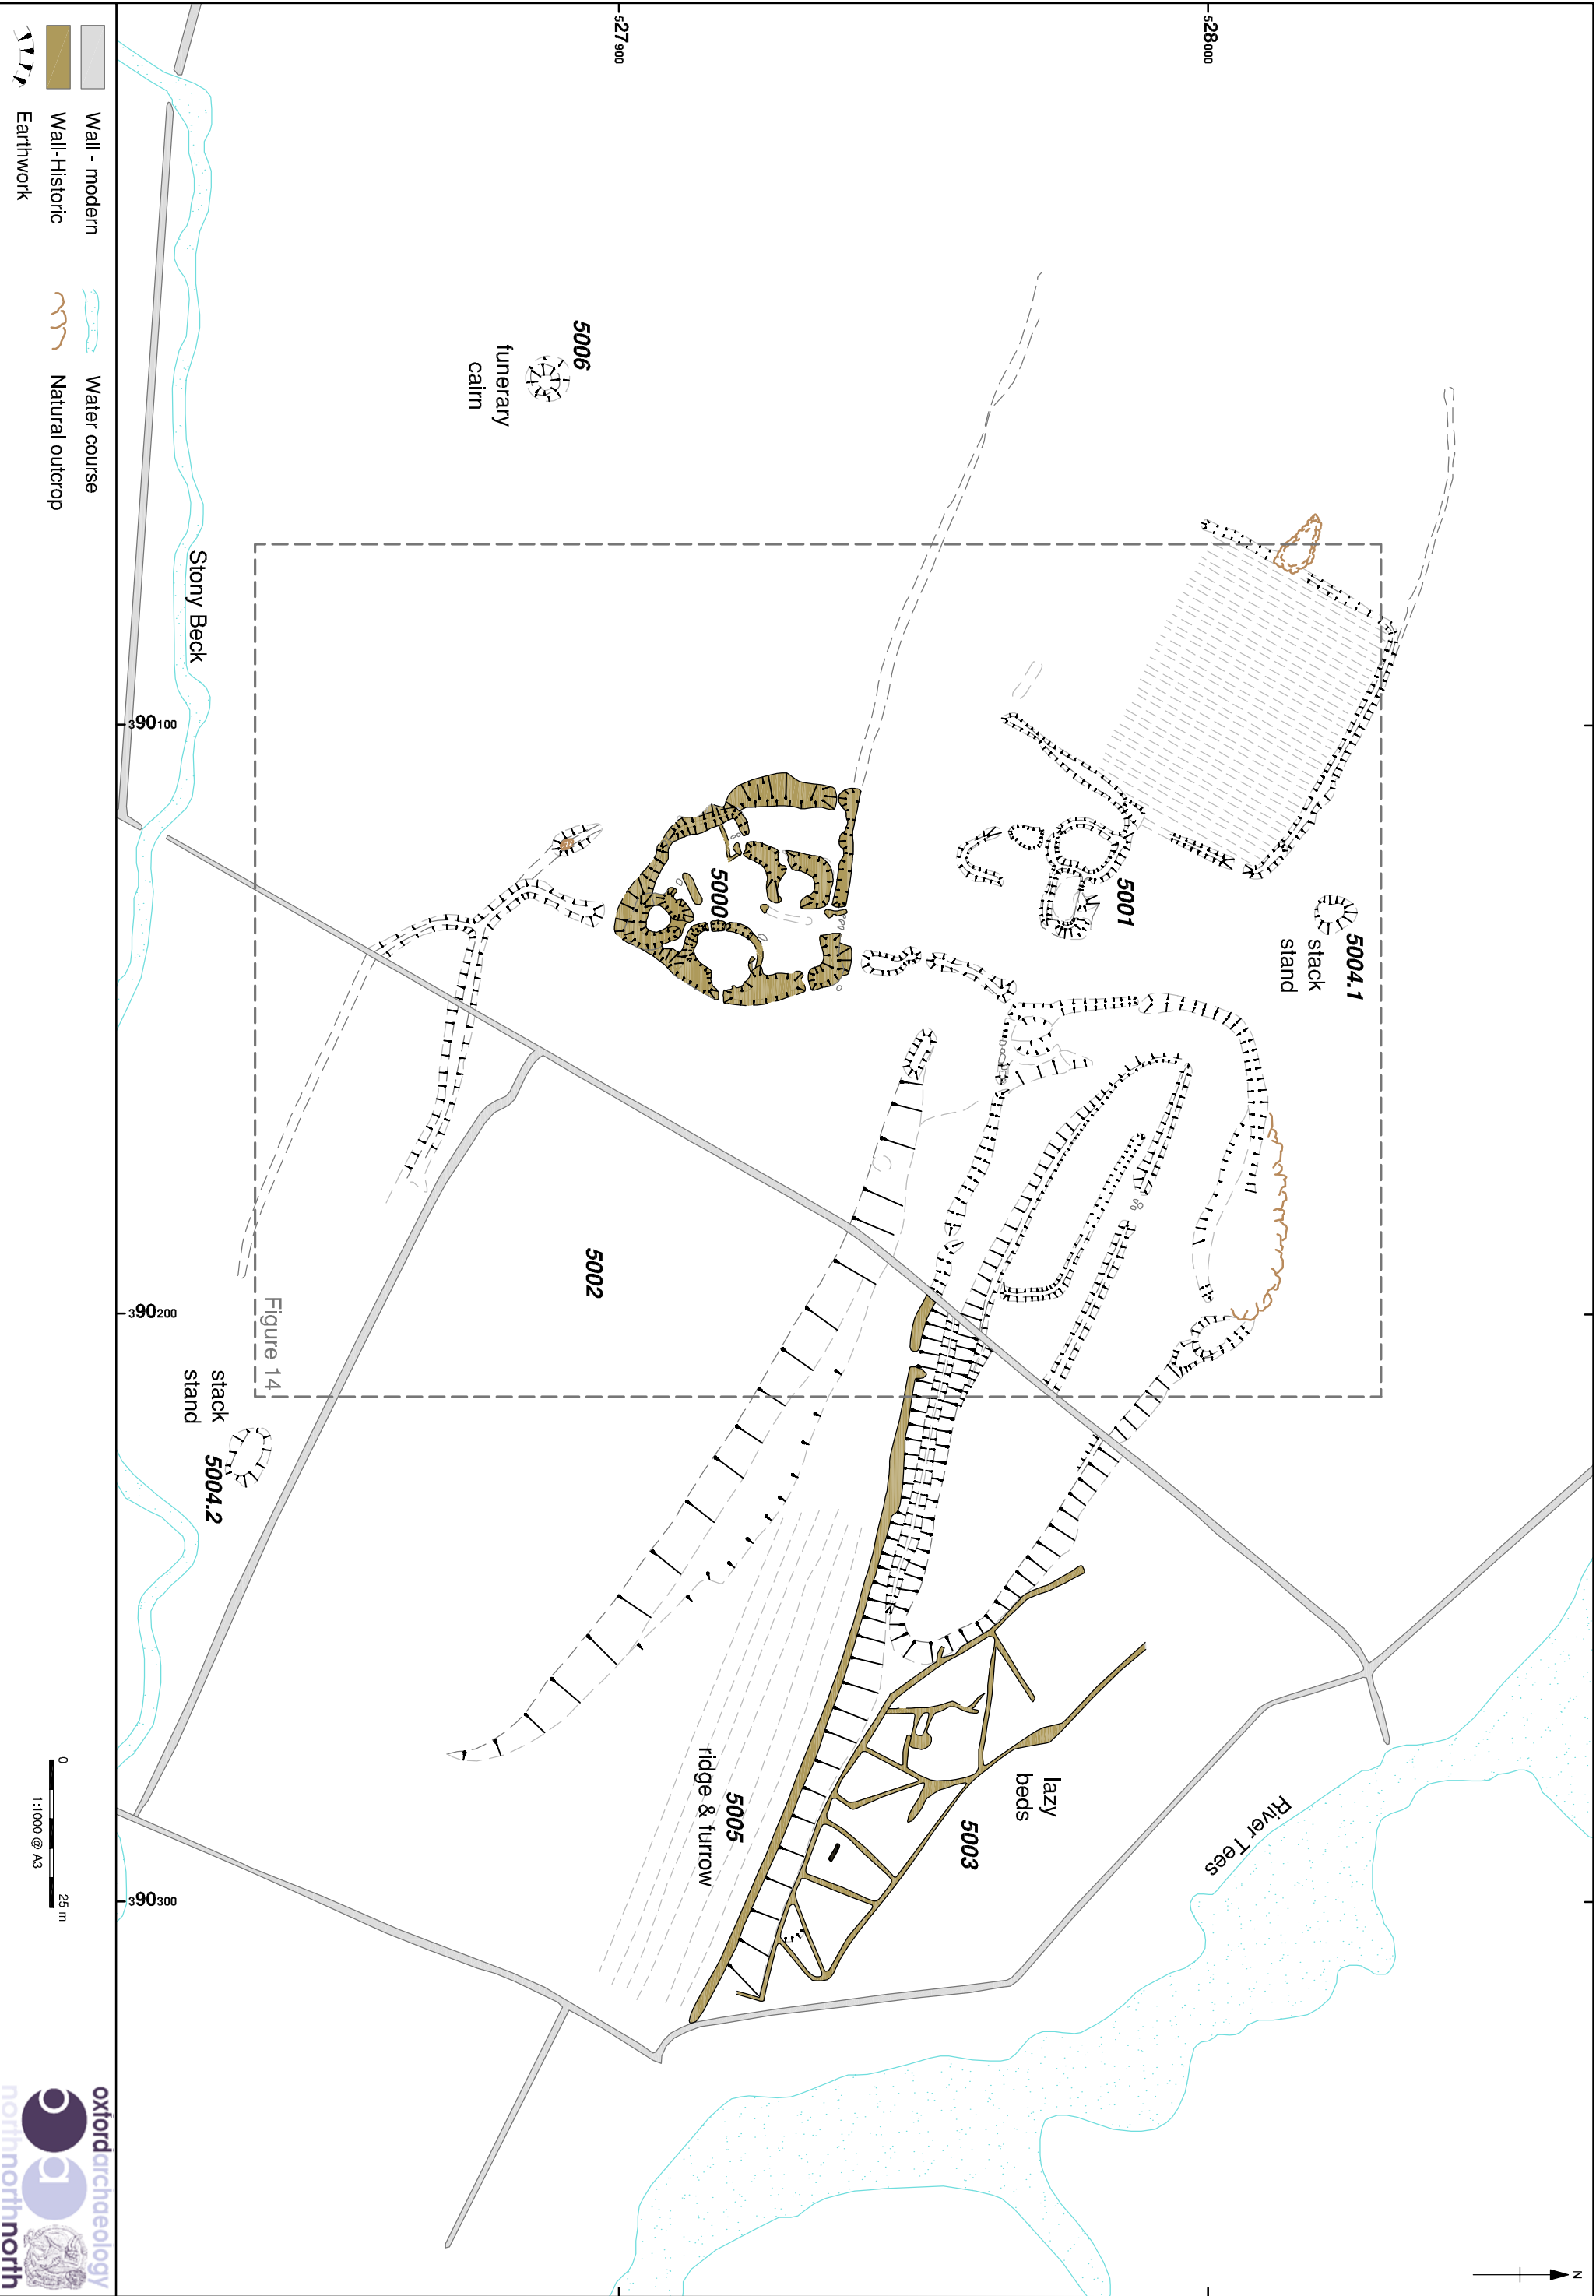 N
527900
528000
5004.1
stack
stand
5001
5006
funerary
cairn
5000
Stony Beck
390100
390200
390300
5002
lazy
beds
5003
River Tees
5005
ridge & furrow
Figure 14
stack
stand
5004.2
Wall - modern
Wall-Historic
Earthwork
Water course
Natural outcrop
0
25 m
1:1000 @ A3
oxfordarchaeology
northnorthnorth